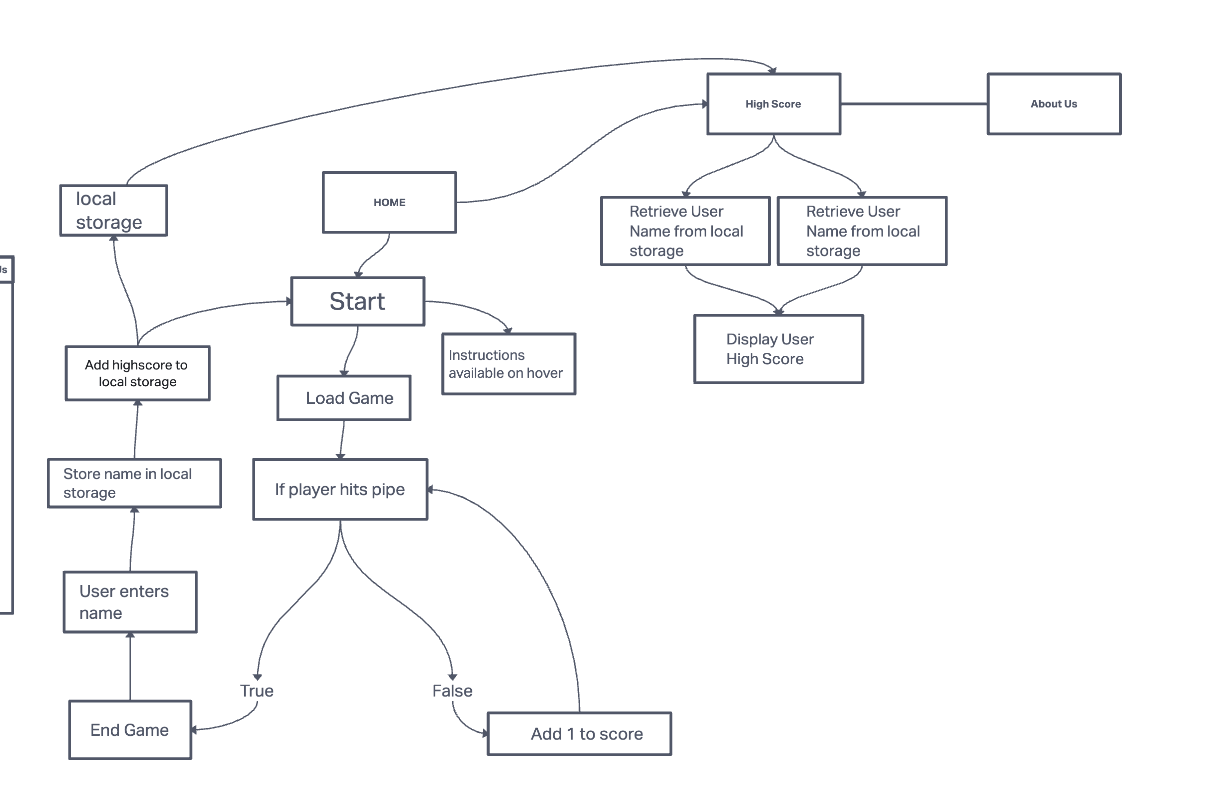 High Score
About Us
local
storage
HOME
Retrieve User
Name from local
storage
Retrieve User
Name from local
storage
Us
Start
Instructions
available on hover
Display User
High Score
Add highscore to
local storage
Load Game
Store name in local
storage
If player hits pipe
User enters
name
True
False
End Game
Add 1 to score